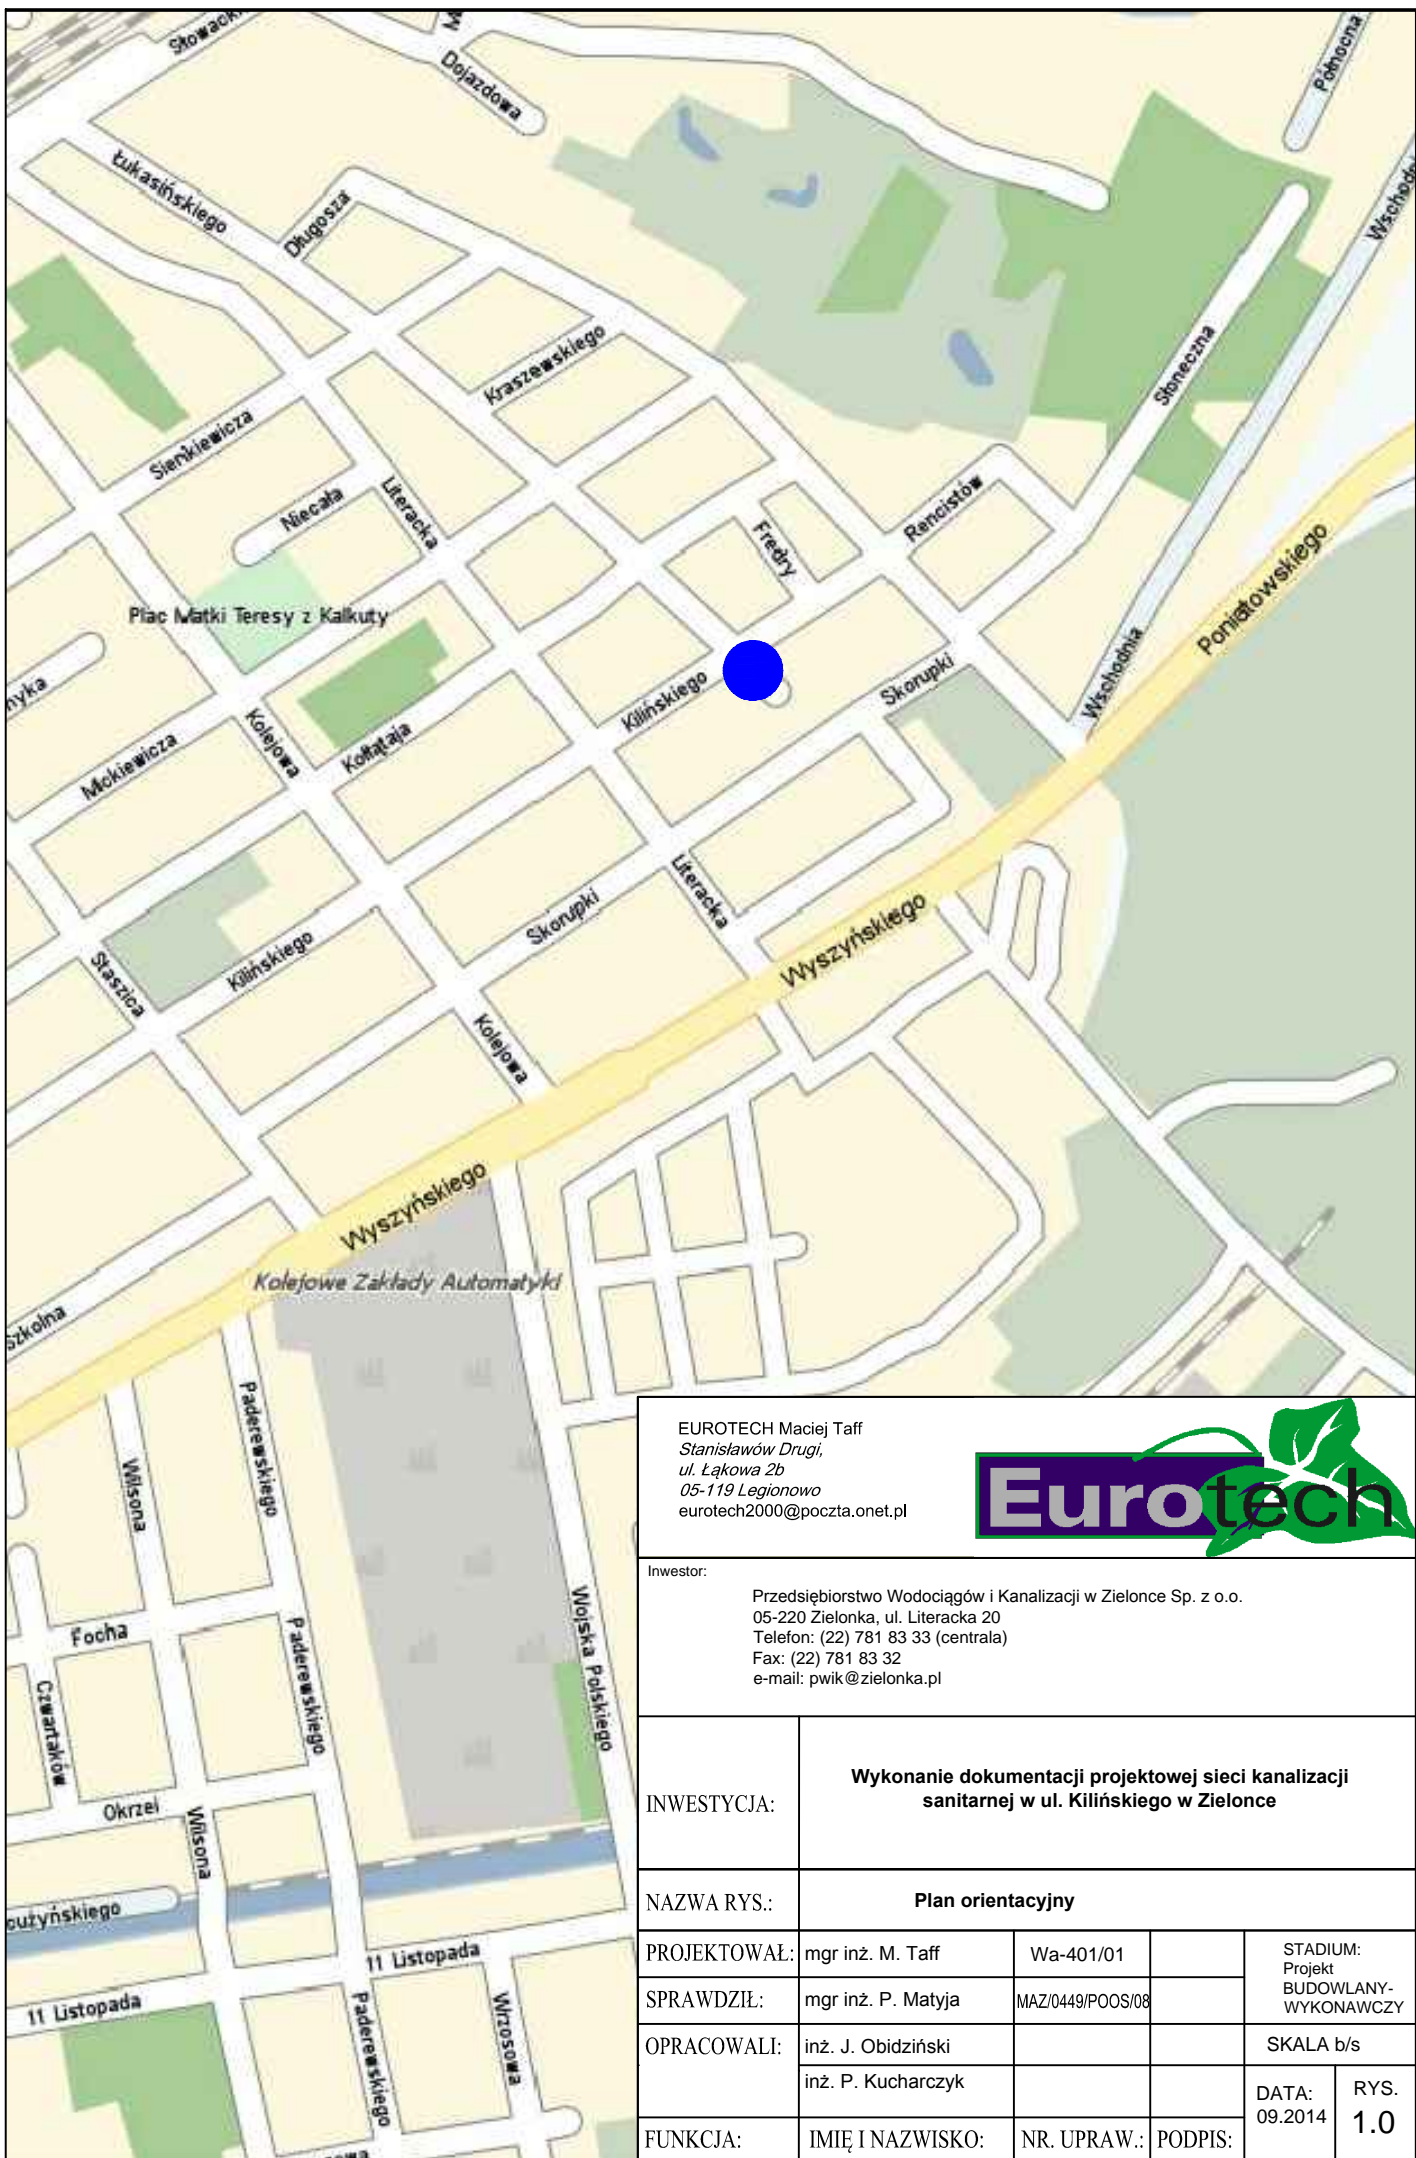 Słowack
M
Dojazdowa
Północna
Łukasińskiego
Długosza
Wschodn
Kraszewskiego
Słoneczna
Sienkiewicza
Niecała
Literacka
Rencistów
Fredry
Poniatowskiego
Plac Matki Teresy z Kalkuty
nyka
Kilińskiego
Skorupki
Wschodnia
Mickiewicza
Kolejowa
Kołłątaja
Literacka
Skorupki
Wyszyńskiego
Staszica
Kilińskiego
Kolejowa
Wyszyńskiego
Kolejowe Zakłady Automatyki
Szkolna
Paderewskiego
Wilsona
Focha
Paderewskiego
Wojska Polskiego
Czwartaków
Okrzei
Wilsona
cużyńskiego
11 Listopada
11 Listopada
Paderewskiego
Wrzosowa
EUROTECH Maciej Taff
Stanisławów Drugi,
ul. Łąkowa 2b
05-119 Legionowo
eurotech2000@poczta.onet.pl
Eurotech
Inwestor:
Przedsiębiorstwo Wodociągów i Kanalizacji w Zielonce Sp. z o.o.
05-220 Zielonka, ul. Literacka 20
Telefon: (22) 781 83 33 (centrala)
Fax: (22) 781 83 32
e-mail: pwik@zielonka.pl
INWESTYCJA:
Wykonanie dokumentacji projektowej sieci kanalizacji
sanitarnej w ul. Kilińskiego w Zielonce
NAZWA RYS.: Plan orientacyjny
PROJEKTOWAŁ: mgr inż. M. Taff Wa-401/01
STADIUM:
Projekt
BUDOWLANY-
WYKONAWCZY
SPRAWDZIŁ: mgr inż. P. Matyja MAZ/0449/POOS/08
OPRACOWALI: inż. J. Obidziński
SKALA b/s
inż. P. Kucharczyk
DATA:
09.2014
RYS.
1.0
FUNKCJA: IMIĘ I NAZWISKO: NR. UPRAW.: PODPIS: